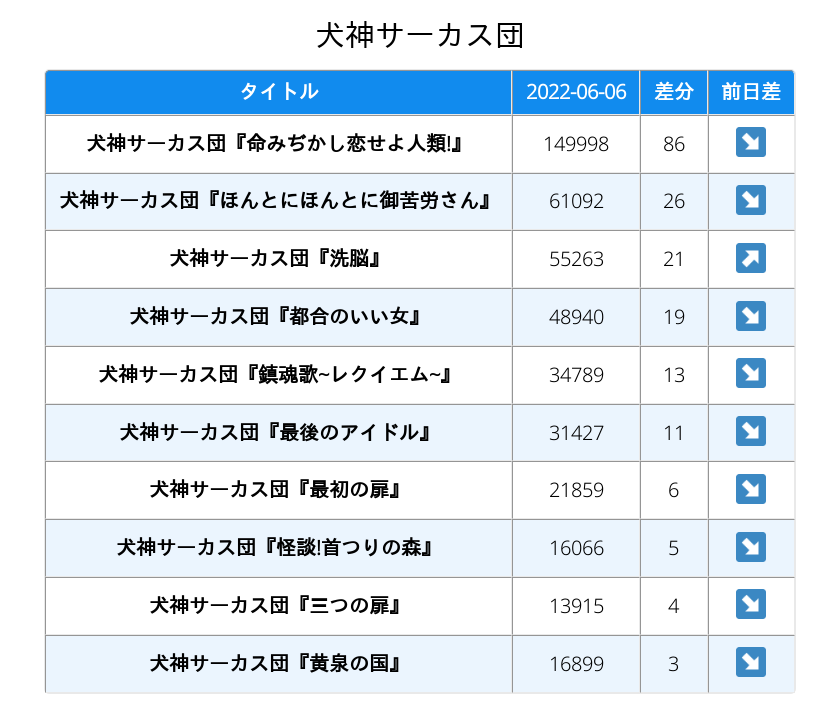 犬神サーカス団
タイトル 2022-06-06 差分 前日差
犬神サーカス団『命みぢかし恋せよ人類!』 149998 86 ↘
犬神サーカス団『ほんとにほんとに御苦労さん』 61092 26 ↘
犬神サーカス団『洗脳』 55263 21 ↗
犬神サーカス団『都合のいい女』 48940 19 ↘
犬神サーカス団『鎮魂歌~レクイエム~』 34789 13 ↘
犬神サーカス団『最後のアイドル』 31427 11 ↘
犬神サーカス団『最初の扉』 21859 6 ↘
犬神サーカス団『怪談!首つりの森』 16066 5 ↘
犬神サーカス団『三つの扉』 13915 4 ↘
犬神サーカス団『黄泉の国』 16899 3 ↘